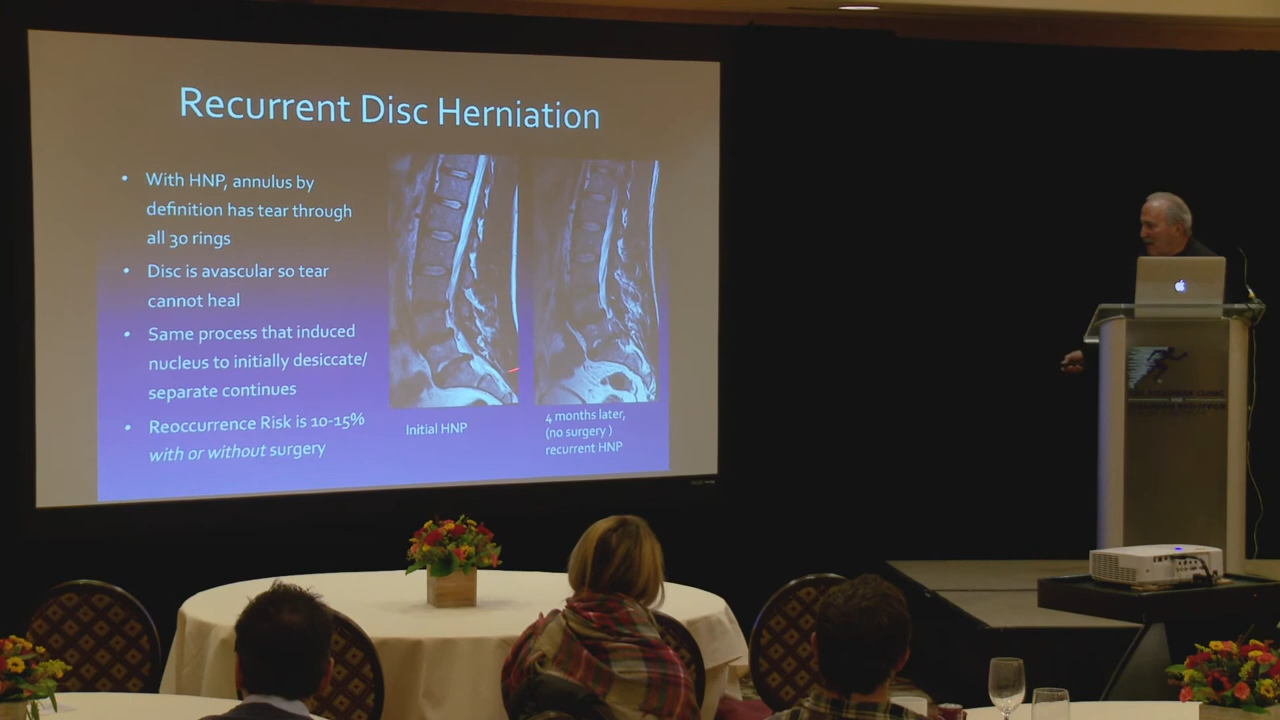 Recurrent Disc Herniation
• With HNP, annulus by
definition has tear through
all 30 rings
• Disc is avascular so tear
cannot heal
• Same process that induced
nucleus to initially desiccate/
separate continues
• Reoccurrence Risk is 10-15%
with or without surgery
Initial HNP
4 months later,
(no surgery )
recurrent HNP